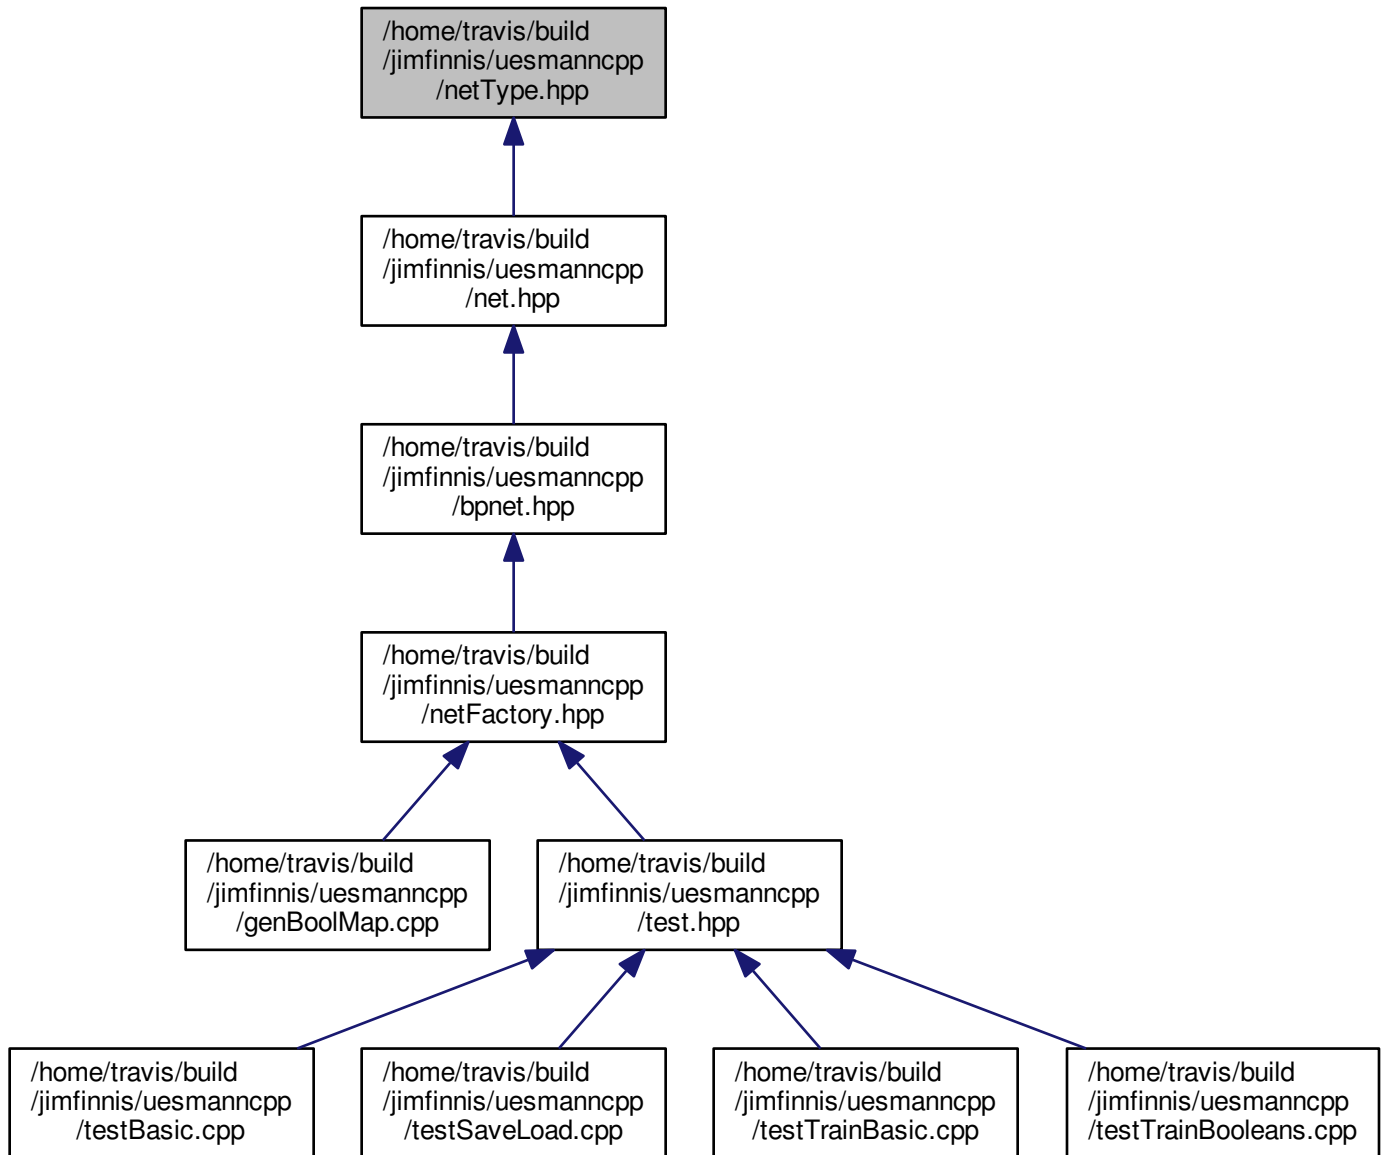 /home/travis/build
/jimfinnis/uesmanncpp
/netType.hpp
/home/travis/build
/jimfinnis/uesmanncpp
/net.hpp
/home/travis/build
/jimfinnis/uesmanncpp
/bpnet.hpp
/home/travis/build
/jimfinnis/uesmanncpp
/netFactory.hpp
/home/travis/build
/jimfinnis/uesmanncpp
/genBoolMap.cpp
/home/travis/build
/jimfinnis/uesmanncpp
/test.hpp
/home/travis/build
/jimfinnis/uesmanncpp
/testBasic.cpp
/home/travis/build
/jimfinnis/uesmanncpp
/testSaveLoad.cpp
/home/travis/build
/jimfinnis/uesmanncpp
/testTrainBasic.cpp
/home/travis/build
/jimfinnis/uesmanncpp
/testTrainBooleans.cpp